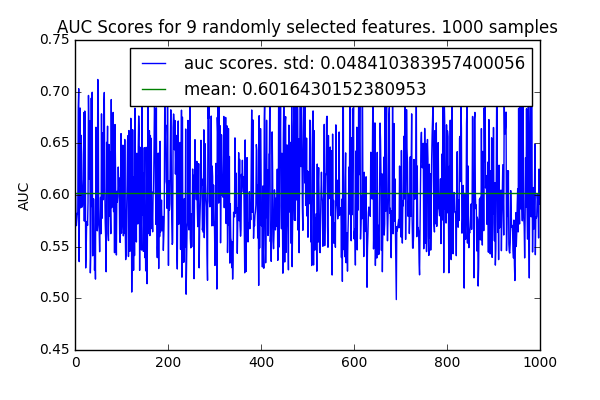 AUC Scores for 9 randomly selected features. 1000 samples
auc scores. std: 0.048410383957400056
mean: 0.6016430152380953
AUC
0.75
0.70
0.65
0.60
0.55
0.50
0.45
0 200 400 600 800 1000